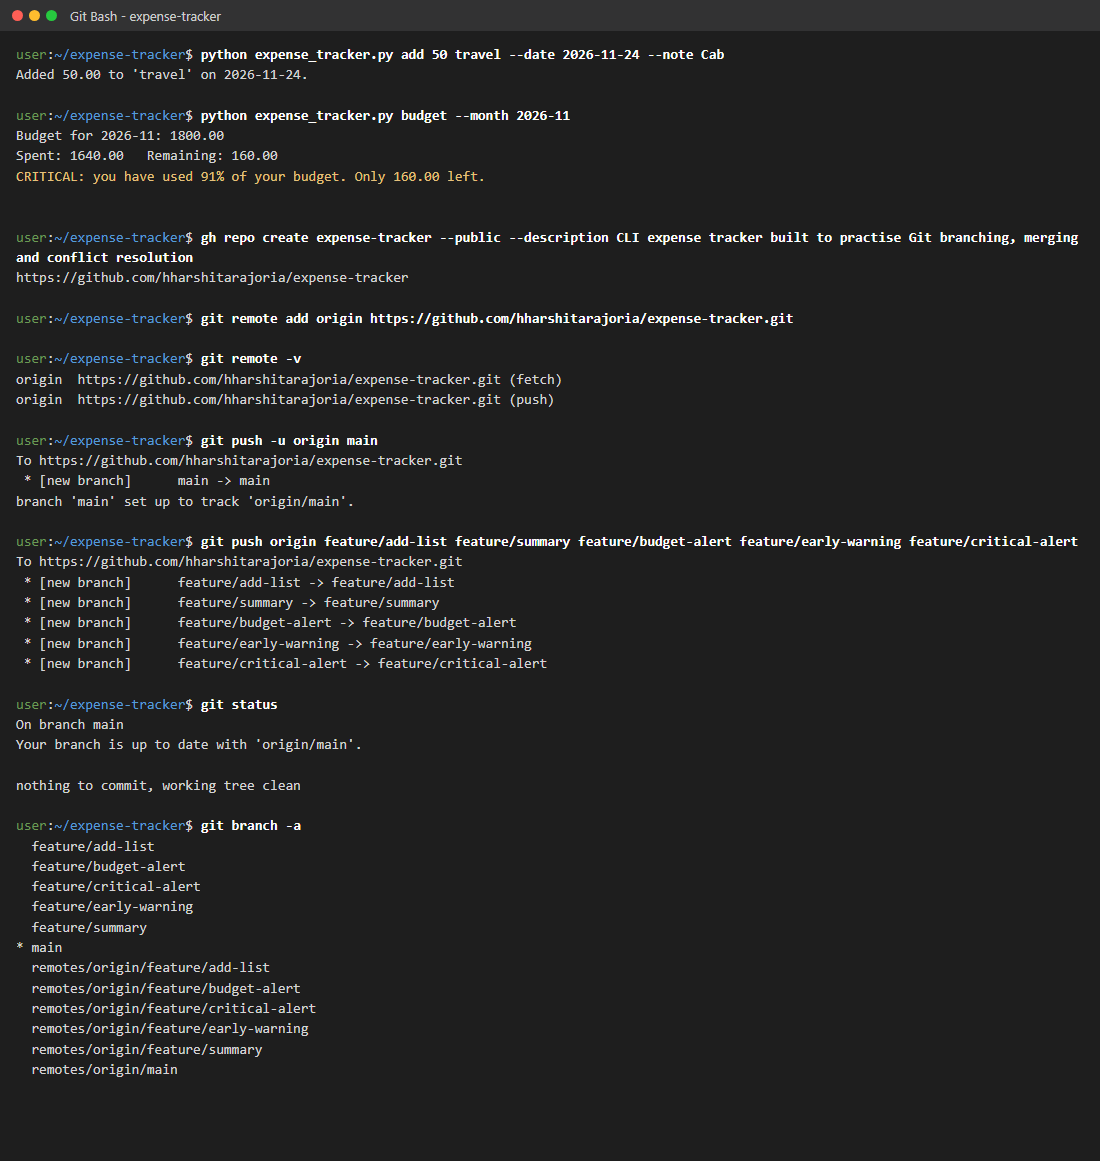 Git Bash - expense-tracker
user:~/expense-tracker$ python expense_tracker.py add 50 travel --date 2026-11-24 --note Cab
Added 50.00 to 'travel' on 2026-11-24.
user:~/expense-tracker$ python expense_tracker.py budget --month 2026-11
Budget for 2026-11: 1800.00
Spent: 1640.00   Remaining: 160.00
CRITICAL: you have used 91% of your budget. Only 160.00 left.
user:~/expense-tracker$ gh repo create expense-tracker --public --description CLI expense tracker built to practise Git branching, merging
and conflict resolution
https://github.com/hharshitarajoria/expense-tracker
user:~/expense-tracker$ git remote add origin https://github.com/hharshitarajoria/expense-tracker.git
user:~/expense-tracker$ git remote -v
origin  https://github.com/hharshitarajoria/expense-tracker.git (fetch)
origin  https://github.com/hharshitarajoria/expense-tracker.git (push)
user:~/expense-tracker$ git push -u origin main
To https://github.com/hharshitarajoria/expense-tracker.git
 * [new branch]      main -> main
branch 'main' set up to track 'origin/main'.
user:~/expense-tracker$ git push origin feature/add-list feature/summary feature/budget-alert feature/early-warning feature/critical-alert
To https://github.com/hharshitarajoria/expense-tracker.git
 * [new branch]      feature/add-list -> feature/add-list
 * [new branch]      feature/summary -> feature/summary
 * [new branch]      feature/budget-alert -> feature/budget-alert
 * [new branch]      feature/early-warning -> feature/early-warning
 * [new branch]      feature/critical-alert -> feature/critical-alert
user:~/expense-tracker$ git status
On branch main
Your branch is up to date with 'origin/main'.
nothing to commit, working tree clean
user:~/expense-tracker$ git branch -a
  feature/add-list
  feature/budget-alert
  feature/critical-alert
  feature/early-warning
  feature/summary
* main
  remotes/origin/feature/add-list
  remotes/origin/feature/budget-alert
  remotes/origin/feature/critical-alert
  remotes/origin/feature/early-warning
  remotes/origin/feature/summary
  remotes/origin/main